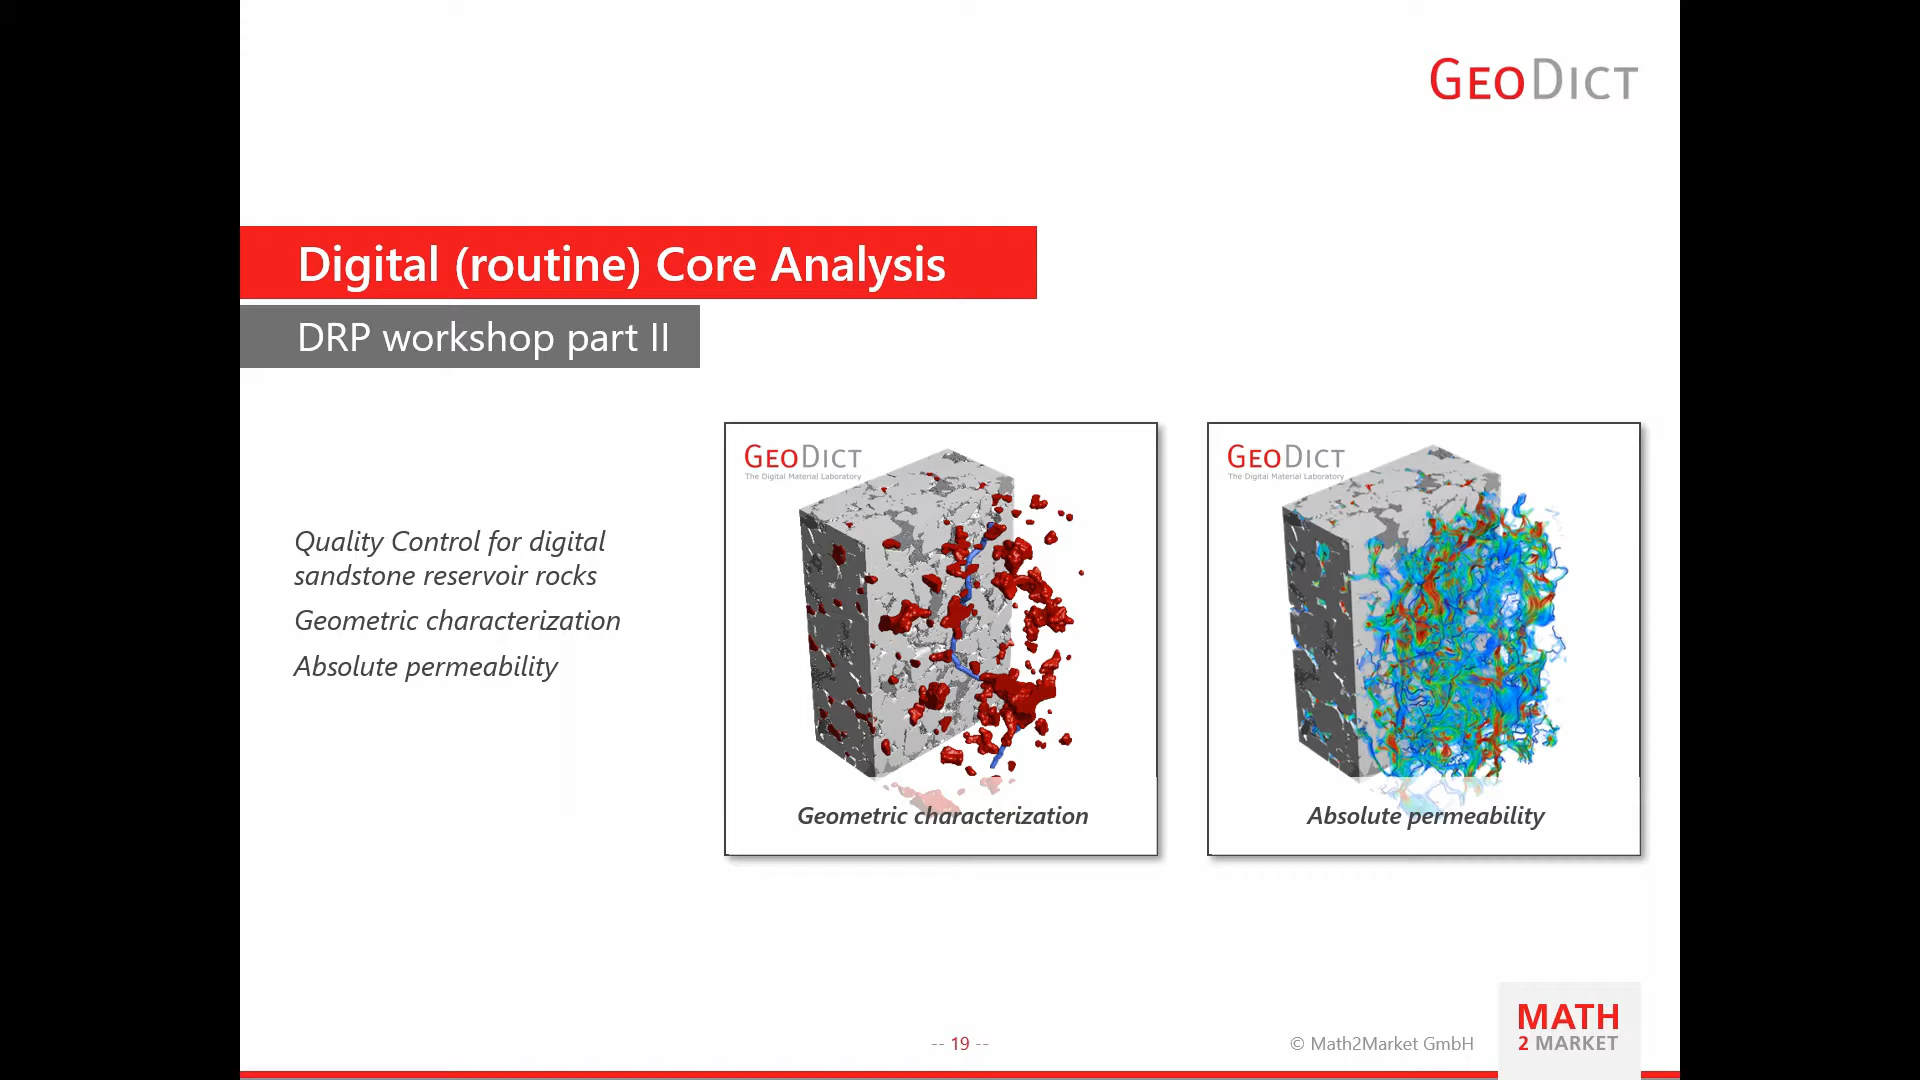 GEODICT
Digital (routine) Core Analysis
DRP workshop part II
Quality Control for digital
sandstone reservoir rocks
Geometric characterization
Absolute permeability
GEODICT
The Digital Material Laboratory
Geometric characterization
GEODICT
The Digital Material Laboratory
Absolute permeability
-- 19 --
© Math2Market GmbH
MATH
2 MARKET